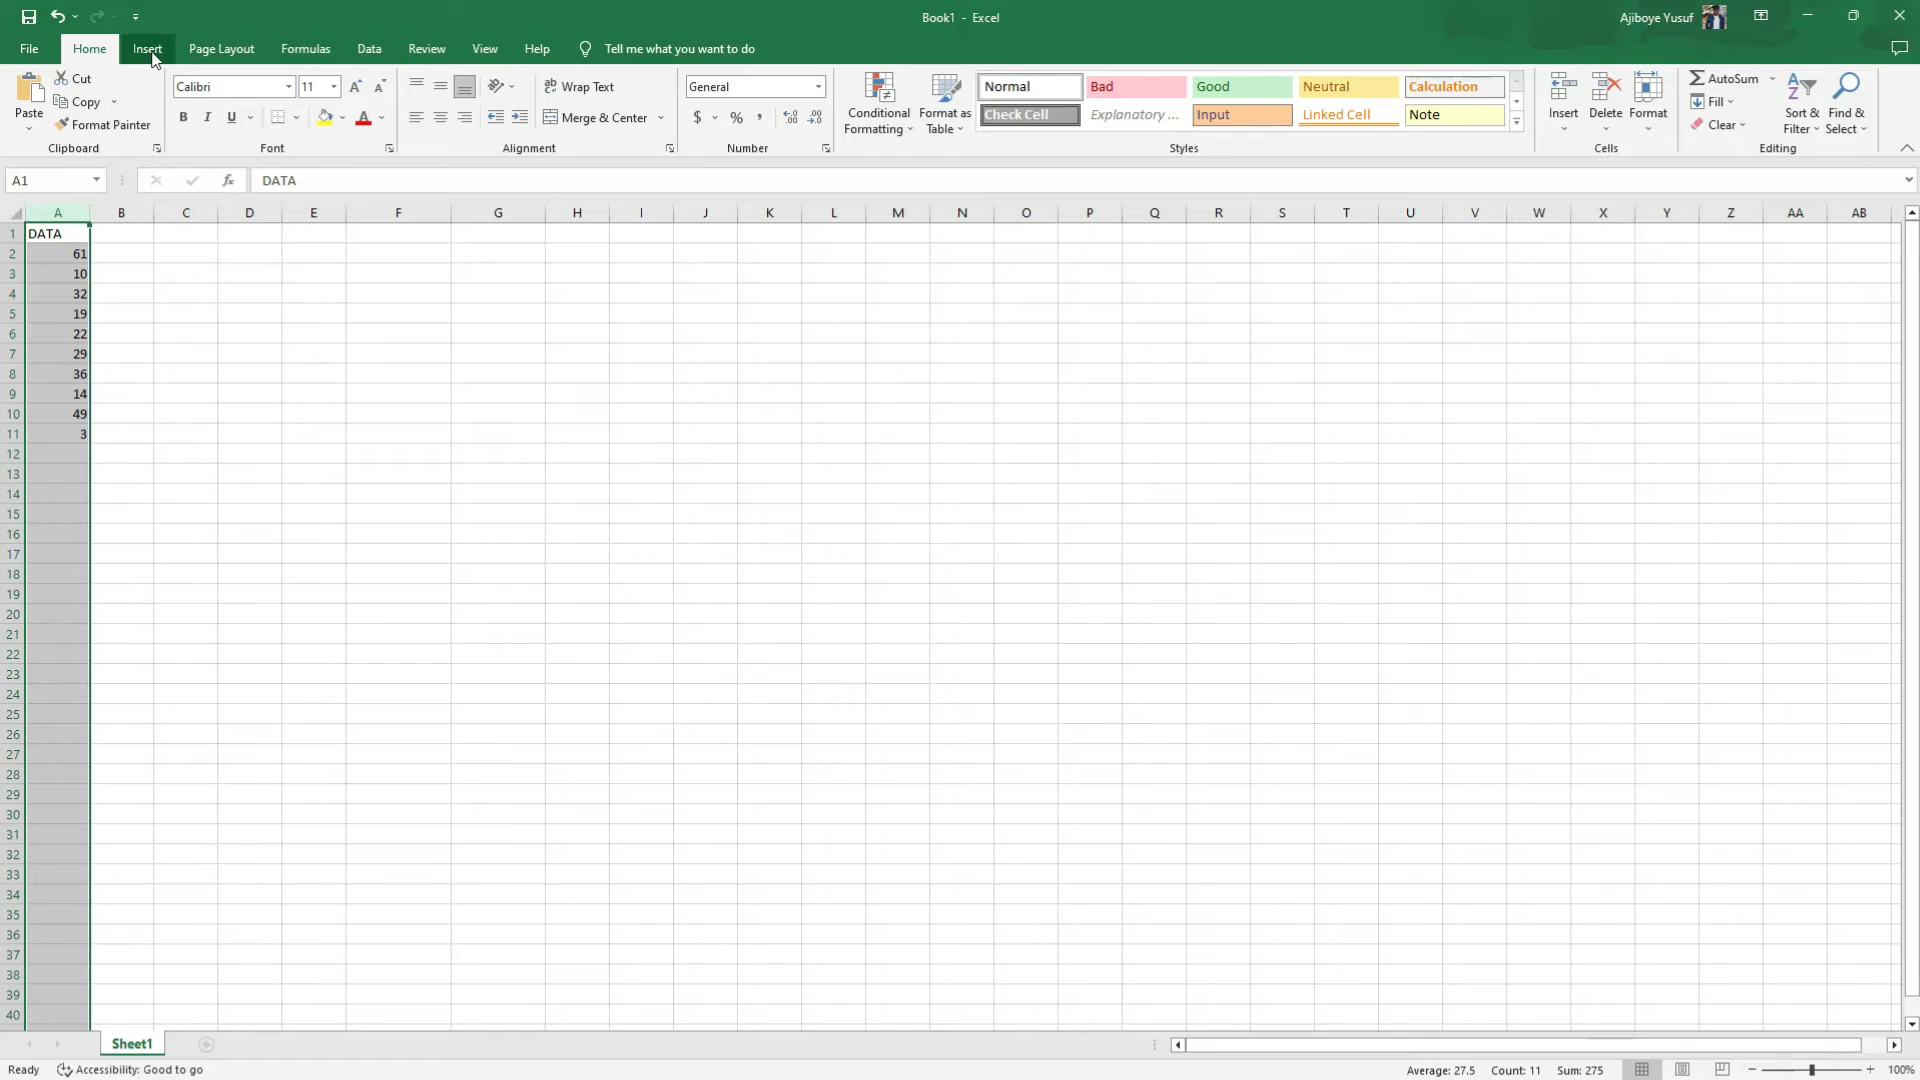 Book1 - Excel
Ajiboye Yusuf
File Home Insert Page Layout Formulas Data Review View Help Tell me what you want to do
Paste
Cut
Copy
Format Painter
Clipboard
Calibri 11
B I U A
Font
Wrap Text
Merge & Center
Alignment
General
$ %
Number
Conditional
Formatting
Format as
Table
Normal Bad Good Neutral Calculation
Check Cell Explanatory ... Input Linked Cell Note
Styles
Insert Delete Format
Cells
AutoSum
Fill
Clear
Sort &
Filter
Find &
Select
Editing
A1 fx DATA
A B C D E F G H I J K L M N O P Q R S T U V W X Y Z AA AB
1 DATA
2 61
3 10
4 32
5 19
6 22
7 29
8 36
9 14
10 49
11 3
12
13
14
15
16
17
18
19
20
21
22
23
24
25
26
27
28
29
30
31
32
33
34
35
36
37
38
39
40
Sheet1
Ready Accessibility: Good to go Average: 27.5 Count: 11 Sum: 275 100%